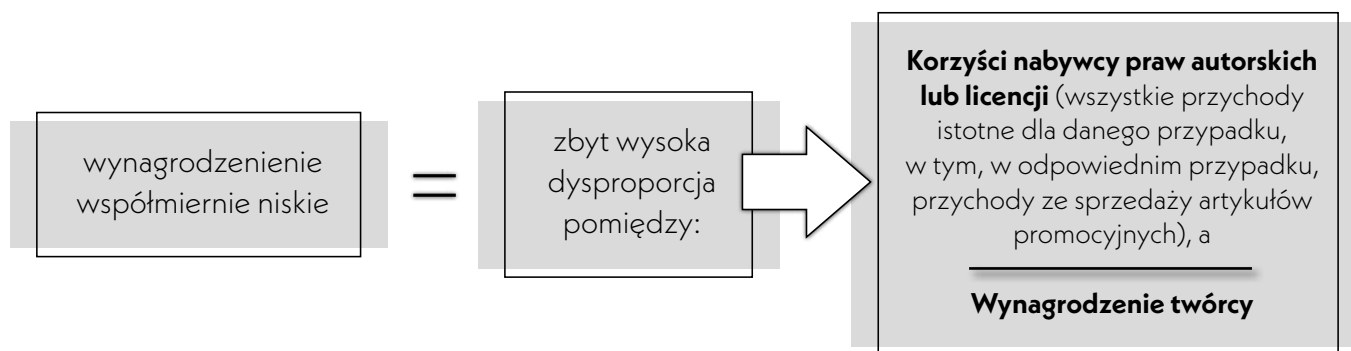 wynagrodzenienie
współmiernie niskie
=
zbyt wysoka
dysproporcja
pomiędzy:
Korzyści nabywcy praw autorskich
lub licencji (wszystkie przychody
istotne dla danego przypadku,
w tym, w odpowiednim przypadku,
przychody ze sprzedaży artykułów
promocyjnych), a
Wynagrodzenie twórcy